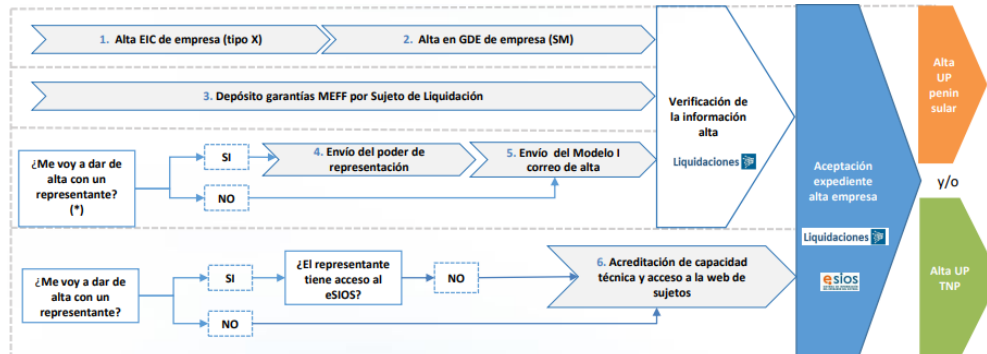 1. Alta EIC de empresa (tipo X)
2. Alta en GDE de empresa (SM)
3. Depósito garantías MEFF por Sujeto de Liquidación
¿Me voy a dar de
alta con un
representante?
(*)
SI
NO
4. Envío del poder de
representación
5. Envío del Modelo I
correo de alta
Verificación de
la información
alta
Liquidaciones
¿Me voy a dar de
alta con un
representante?
SI
NO
¿El representante
tiene acceso al
eSIOS?
NO
6. Acreditación de capacidad
técnica y acceso a la web de
sujetos
Aceptación
expediente
alta empresa
Liquidaciones
esios
Alta
UP
penin
sular
y/o
Alta UP
TNP